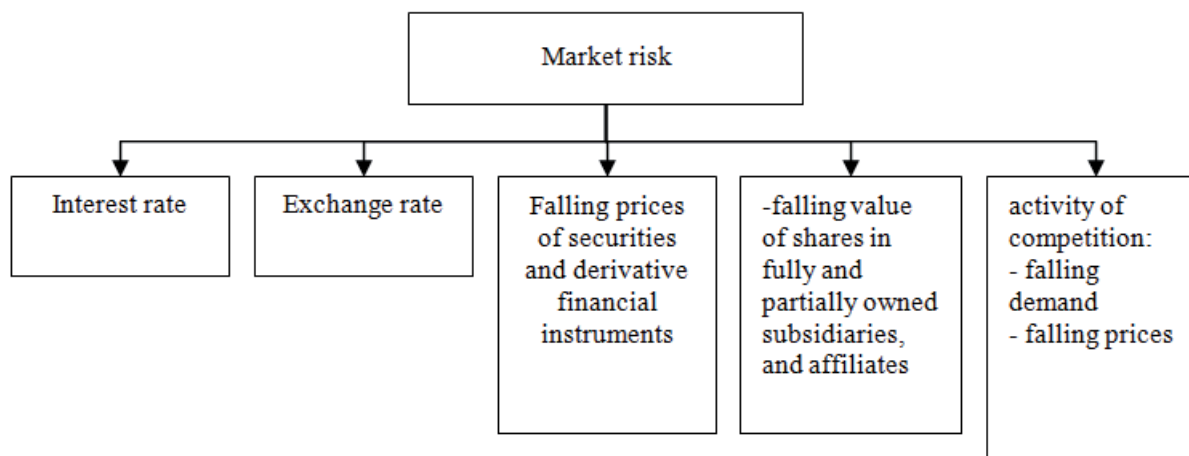 Market risk
Interest rate
Exchange rate
Falling prices
of securities
and derivative
financial
instruments
-falling value
of shares in
fully and
partially owned
subsidiaries,
and affiliates
activity of
competition:
- falling
demand
- falling prices